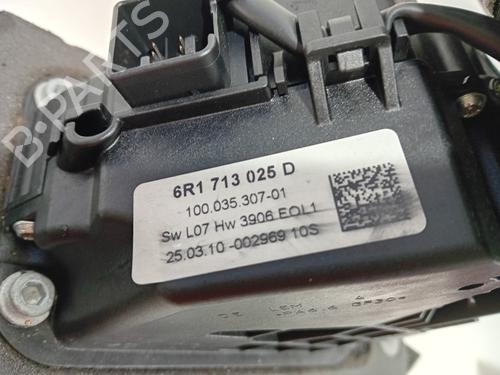 B-PARTS
6R1 713 025 D
100.035.307-01
Sw L07 Hw 3906 EOL1
25.03.10-002969 10S